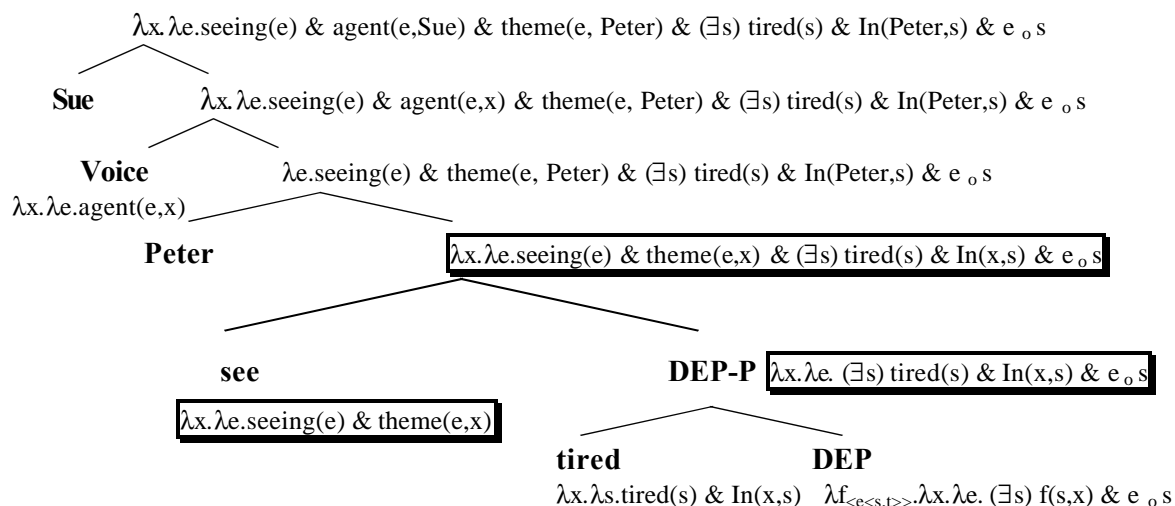 λx.λe.seeing(e) & agent(e,Sue) & theme(e, Peter) & (∃s) tired(s) & In(Peter,s) & e ₒ s
Sue λx.λe.seeing(e) & agent(e,x) & theme(e, Peter) & (∃s) tired(s) & In(Peter,s) & e ₒ s
Voice λe.seeing(e) & theme(e, Peter) & (∃s) tired(s) & In(Peter,s) & e ₒ s
λx.λe.agent(e,x)
Peter λx.λe.seeing(e) & theme(e,x) & (∃s) tired(s) & In(x,s) & e ₒ s
see DEP-P λx.λe. (∃s) tired(s) & In(x,s) & e ₒ s
λx.λe.seeing(e) & theme(e,x)
tired DEP
λx.λs.tired(s) & In(x,s) λf<e<s,t>>.λx.λe. (∃s) f(s,x) & e ₒ s